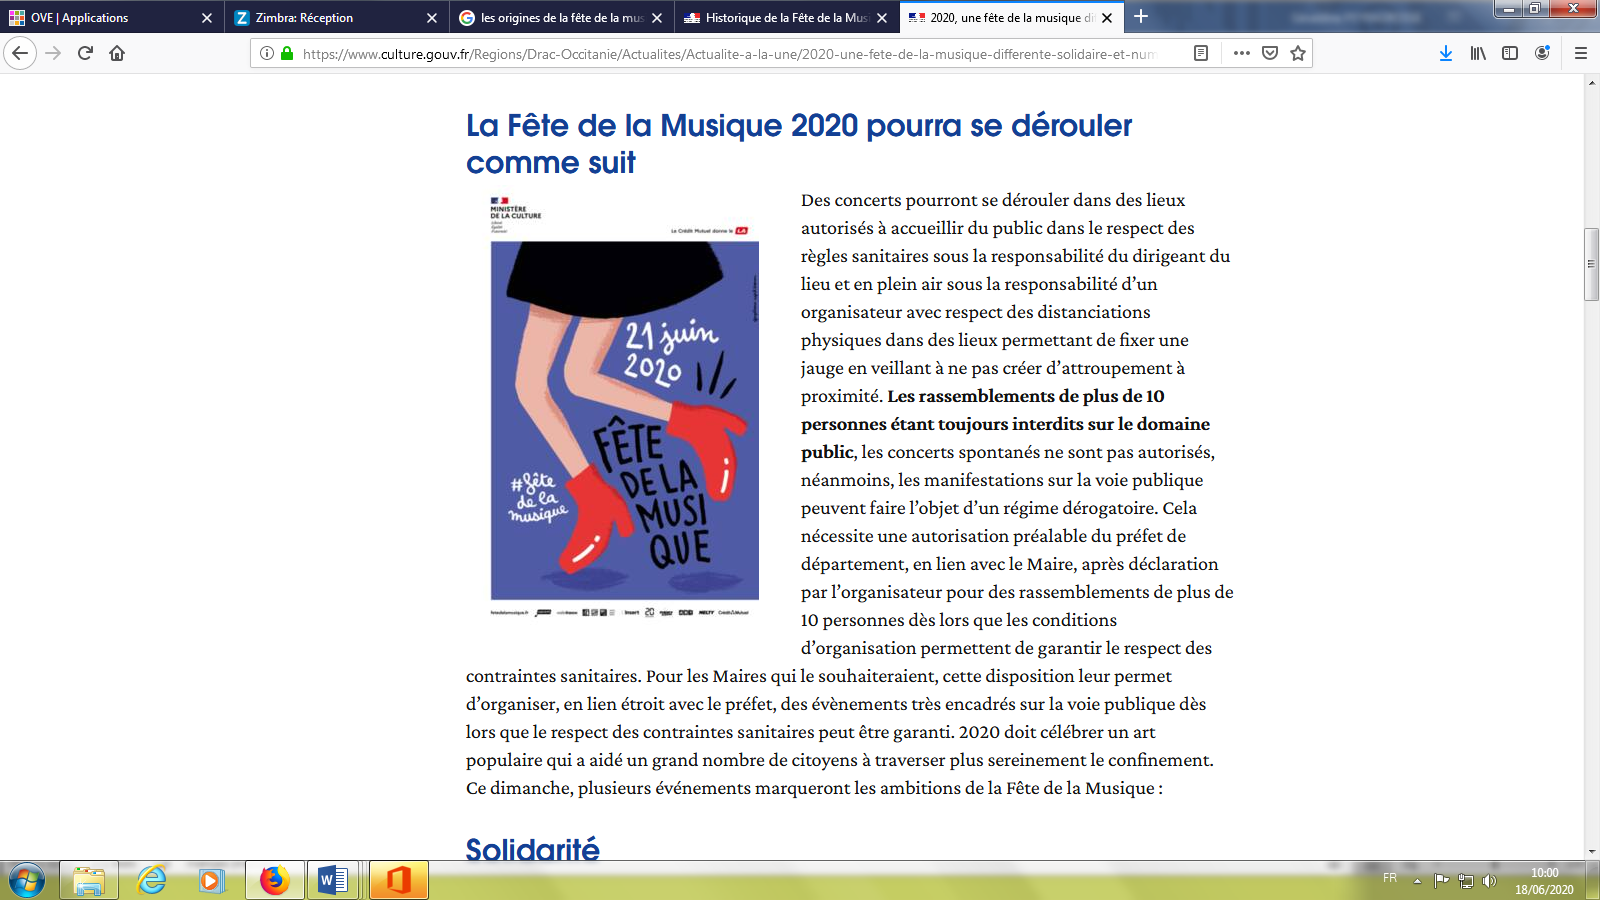 OVE | Applications
Zimbra: Réception
les origines de la fête de la mus
Historique de la Fête de la Mus
2020, une fête de la musique dif
https://www.culture.gouv.fr/Regions/Drac-Occitanie/Actualites/Actualite-a-la-une/2020-une-fete-de-la-musique-differente-solidaire-et-num
La Fête de la Musique 2020 pourra se dérouler
comme suit
MINISTÈRE
DE LA CULTURE
Le Crédit Mutuel donne le LA
21 juin
2020
FÊTE
DE LA
MUSI
QUE
#fête
de la
musique
Des concerts pourront se dérouler dans des lieux
autorisés à accueillir du public dans le respect des
règles sanitaires sous la responsabilité du dirigeant du
lieu et en plein air sous la responsabilité d’un
organisateur avec respect des distanciations
physiques dans des lieux permettant de fixer une
jauge en veillant à ne pas créer d’attroupement à
proximité. Les rassemblements de plus de 10
personnes étant toujours interdits sur le domaine
public, les concerts spontanés ne sont pas autorisés,
néanmoins, les manifestations sur la voie publique
peuvent faire l’objet d’un régime dérogatoire. Cela
nécessite une autorisation préalable du préfet de
département, en lien avec le Maire, après déclaration
par l’organisateur pour des rassemblements de plus de
10 personnes dès lors que les conditions
d’organisation permettent de garantir le respect des
contraintes sanitaires. Pour les Maires qui le souhaiteraient, cette disposition leur permet
d’organiser, en lien étroit avec le préfet, des évènements très encadrés sur la voie publique dès
lors que le respect des contraintes sanitaires peut être garanti. 2020 doit célébrer un art
populaire qui a aidé un grand nombre de citoyens à traverser plus sereinement le confinement.
Ce dimanche, plusieurs événements marqueront les ambitions de la Fête de la Musique :
Solidarité
FR
10:00
18/06/2020